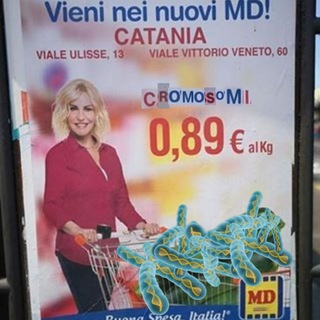 Vieni nei nuovi MD!
CATANIA
VIALE ULISSE, 13 VIALE VITTORIO VENETO, 60
CROMOSOMI
0,89 € al Kg
MD
Buona Spesa, Italia!